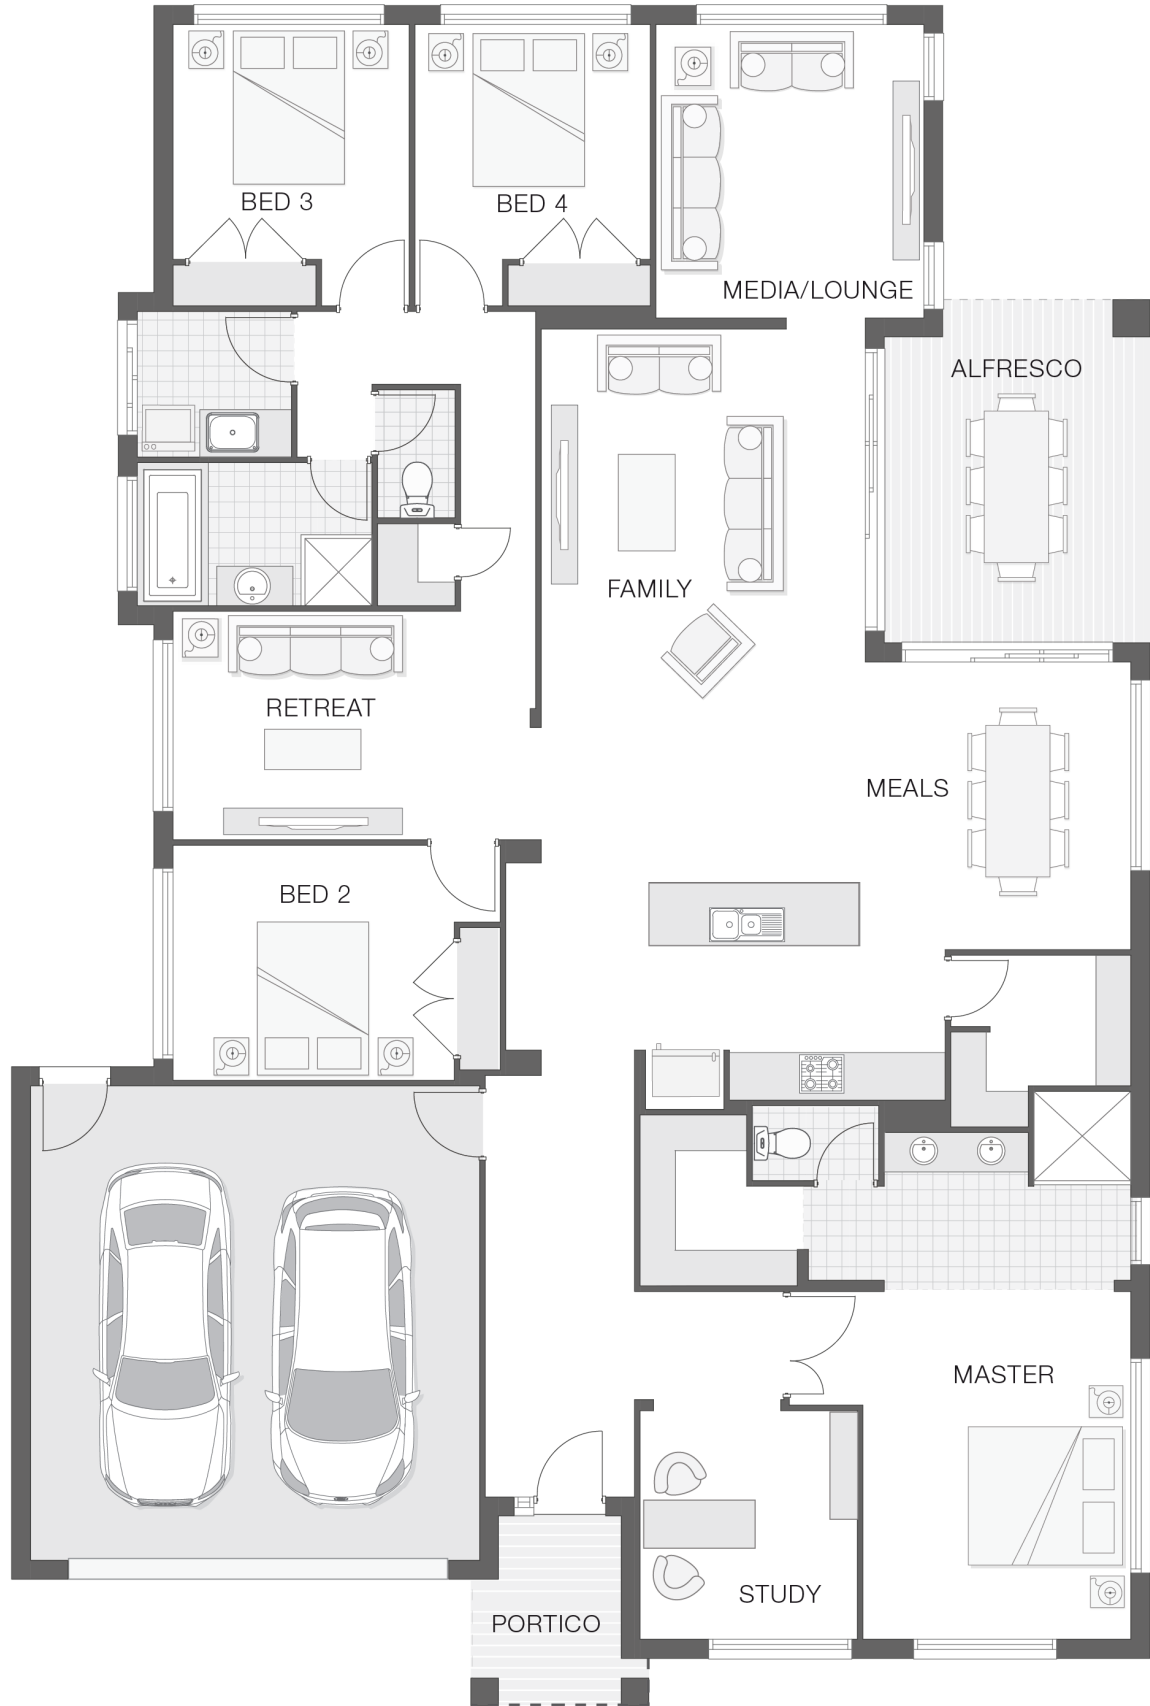 BED 3
BED 4
MEDIA/LOUNGE
ALFRESCO
FAMILY
RETREAT
MEALS
BED 2
MASTER
STUDY
PORTICO